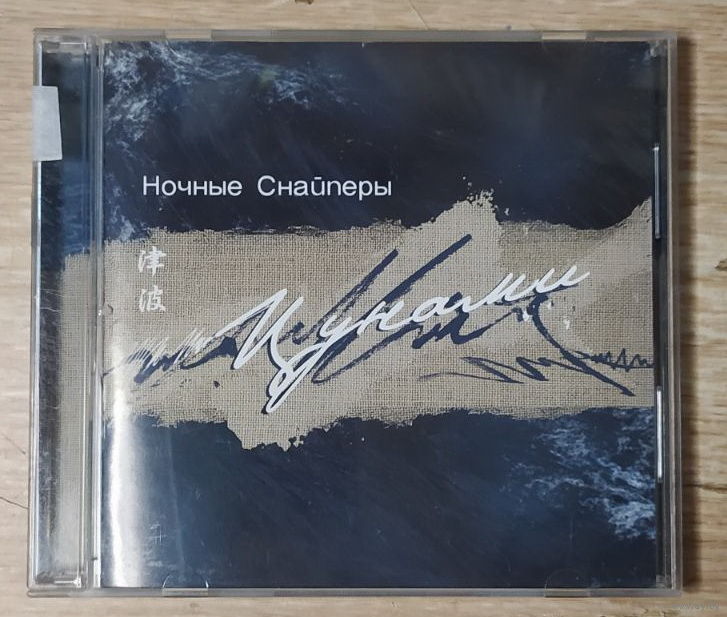 Ночные Снайперы
津
波
Цунами